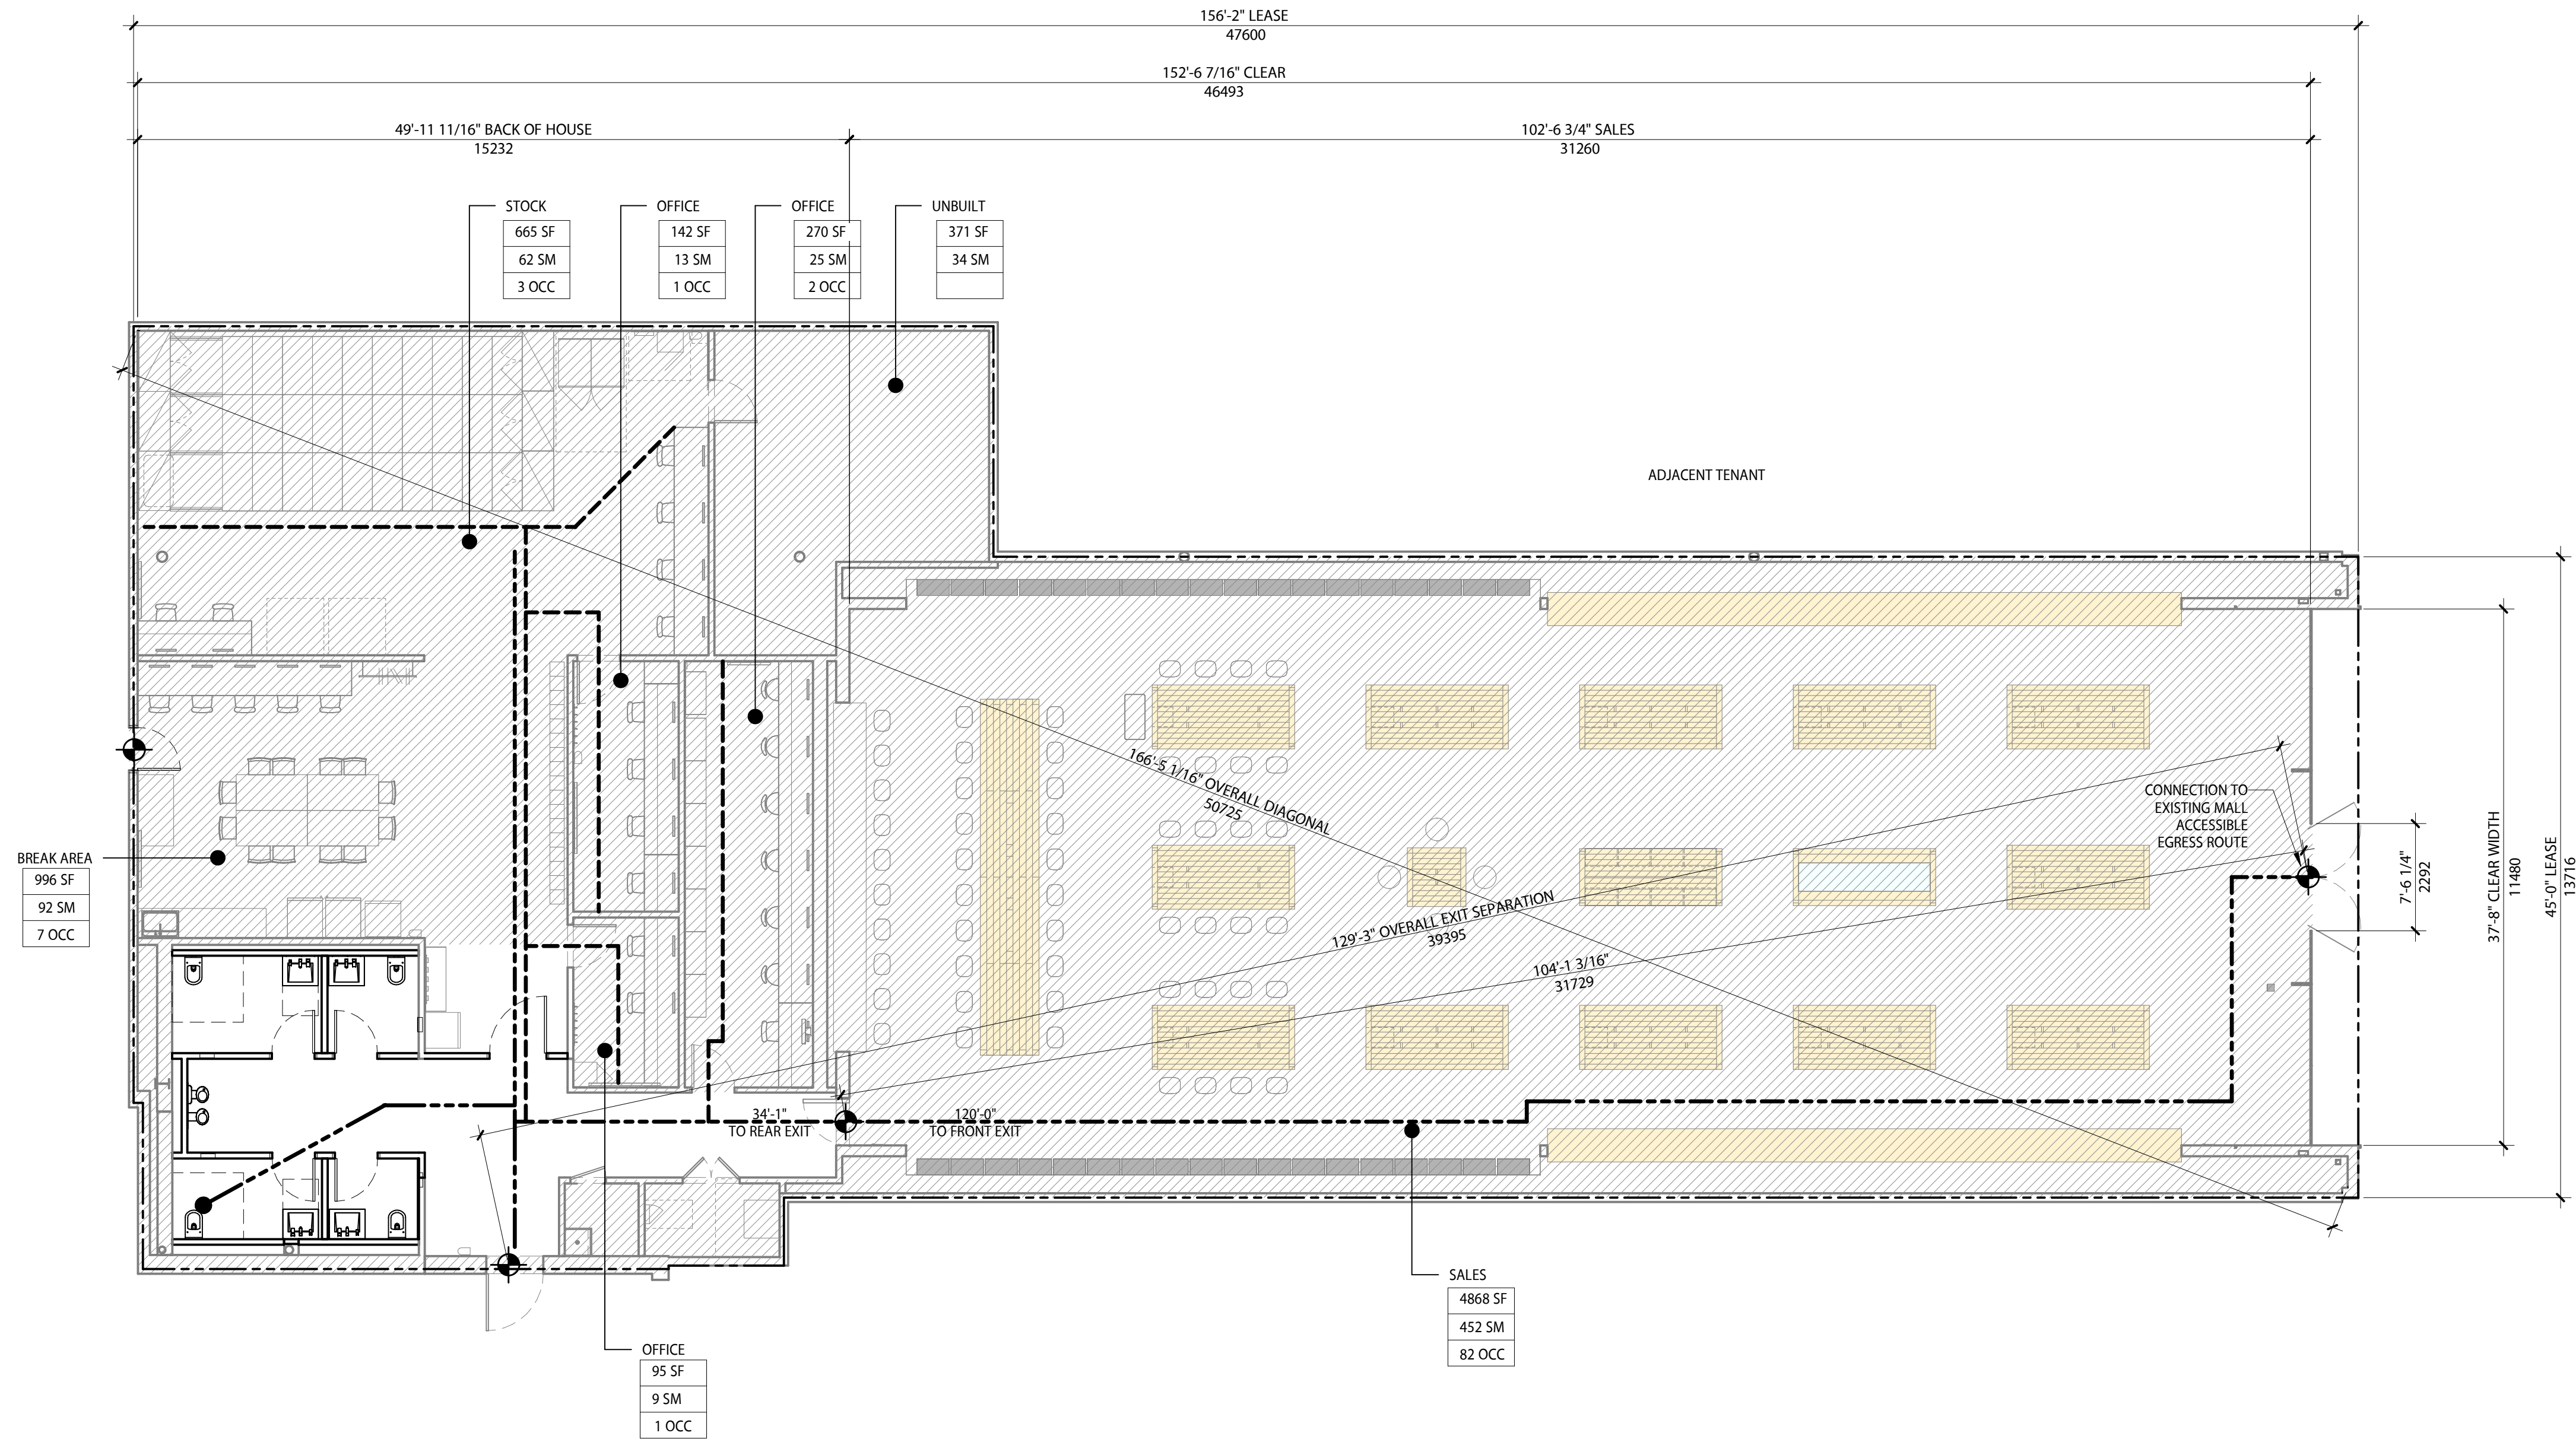 156'-2" LEASE
47600
152'-6 7/16" CLEAR
46493
49'-11 11/16" BACK OF HOUSE
15232
102'-6 3/4" SALES
31260
STOCK
665 SF
62 SM
3 OCC
OFFICE
142 SF
13 SM
1 OCC
OFFICE
270 SF
25 SM
2 OCC
UNBUILT
371 SF
34 SM
ADJACENT TENANT
166'-5 1/16" OVERALL DIAGONAL
50725
CONNECTION TO
EXISTING MALL
ACCESSIBLE
EGRESS ROUTE
BREAK AREA
996 SF
92 SM
7 OCC
129'-3" OVERALL EXIT SEPARATION
39395
104'-1 3/16"
31729
7'-6 1/4"
2292
37'-8" CLEAR WIDTH
11480
45'-0" LEASE
13716
34'-1"
TO REAR EXIT
120'-0"
TO FRONT EXIT
SALES
4868 SF
452 SM
82 OCC
OFFICE
95 SF
9 SM
1 OCC